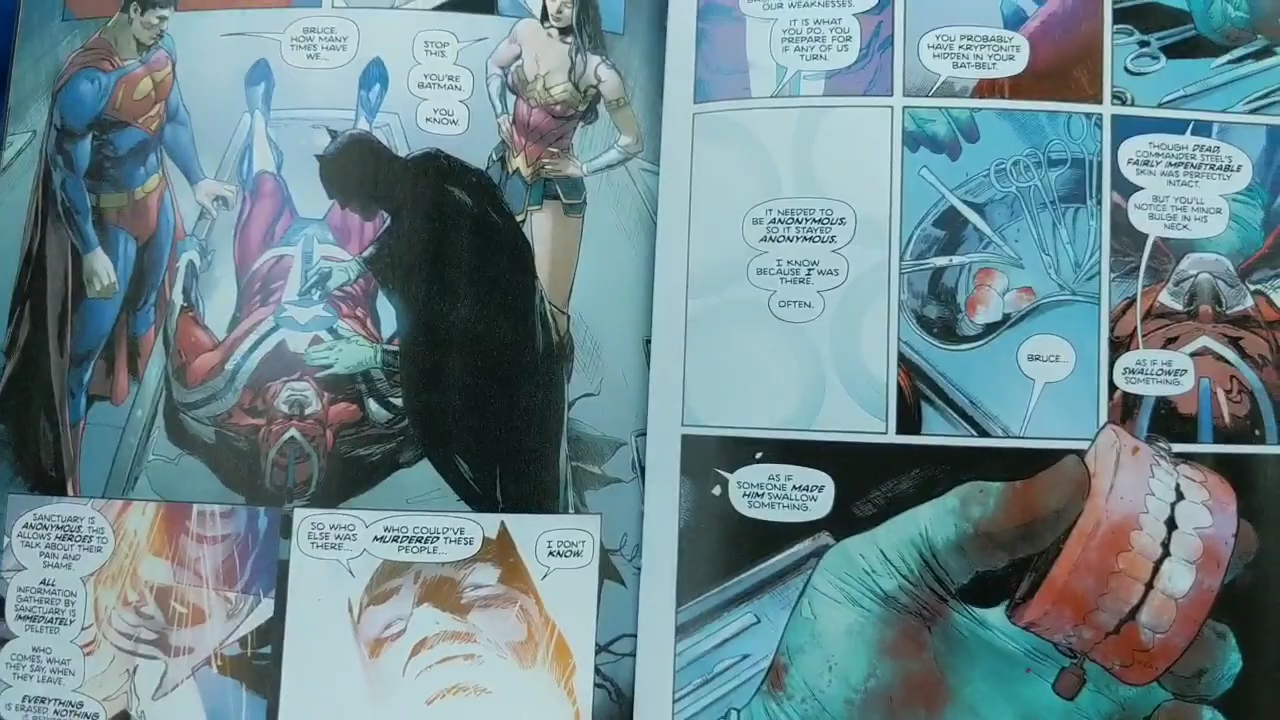 BRUCE,
HOW MANY
TIMES HAVE
WE...
STOP
THIS.
YOU'RE
BATMAN.
YOU
KNOW.
SANCTUARY IS
ANONYMOUS. THIS
ALLOWS HEROES TO
TALK ABOUT THEIR
PAIN AND
SHAME.
ALL
INFORMATION
GATHERED BY
SANCTUARY IS
IMMEDIATELY
DELETED.
WHO
COMES, WHAT
THEY SAY, WHEN
THEY LEAVE.
EVERYTHING
IS ERASED. NOTHING
SO WHO
ELSE WAS
THERE...
WHO COULD'VE
MURDERED THESE
PEOPLE...
I DON'T
KNOW.
OUR WEAKNESSES.
IT IS WHAT
YOU DO. YOU
PREPARE FOR
IF ANY OF US
TURN.
YOU PROBABLY
HAVE KRYPTONITE
HIDDEN IN YOUR
BAT-BELT.
IT NEEDED TO
BE ANONYMOUS,
SO IT STAYED
ANONYMOUS.
I KNOW
BECAUSE I WAS
THERE.
OFTEN.
BRUCE...
THOUGH DEAD,
COMMANDER STEEL'S
FAIRLY IMPENETRABLE
SKIN WAS PERFECTLY
INTACT.
BUT YOU'LL
NOTICE THE MINOR
BULGE IN HIS
NECK.
AS IF HE
SWALLOWED
SOMETHING.
AS IF
SOMEONE MADE
HIM SWALLOW
SOMETHING.